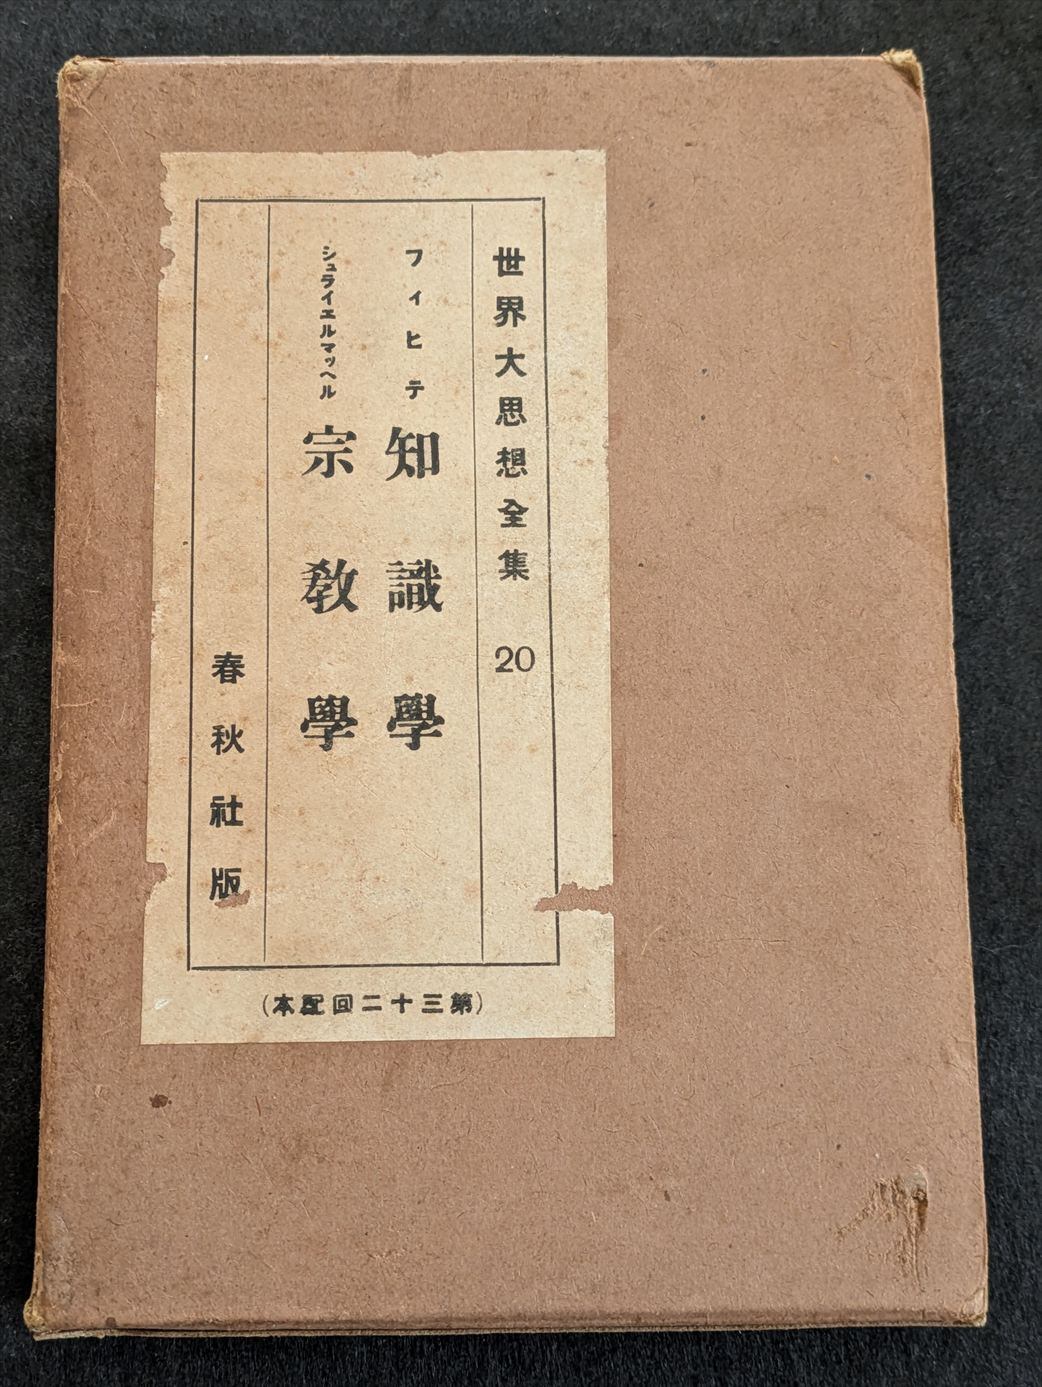 世界大思想全集 20
フィヒテ 知識學
シュライエルマッヘル 宗教學
春秋社版
(第三十二回配本)